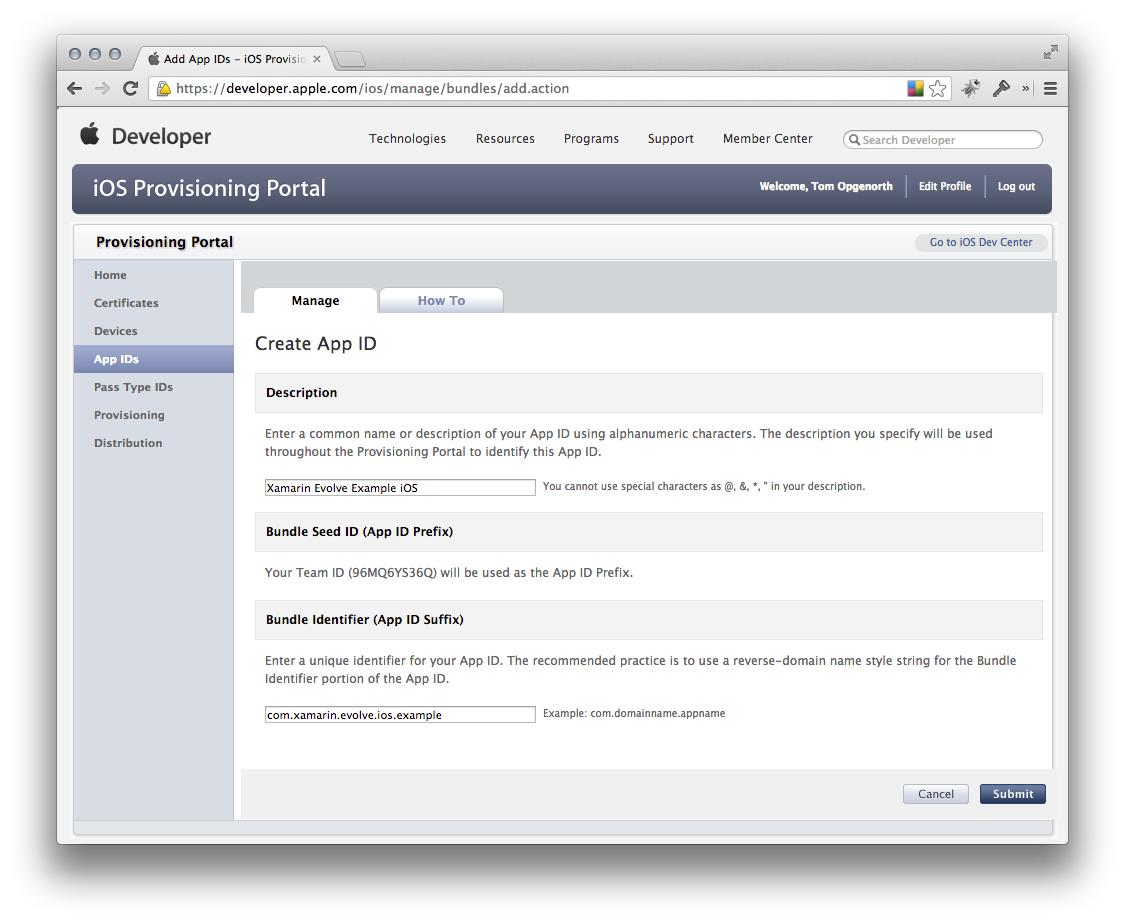 Add App IDs – iOS Provisio
https://developer.apple.com/ios/manage/bundles/add.action
»
Developer
Technologies
Resources
Programs
Support
Member Center
Search Developer
iOS Provisioning Portal
Welcome, Tom Opgenorth
Edit Profile
Log out
Provisioning Portal
Go to iOS Dev Center
Home
Certificates
Devices
App IDs
Pass Type IDs
Provisioning
Distribution
Manage
How To
Create App ID
Description
Enter a common name or description of your App ID using alphanumeric characters. The description you specify will be used
throughout the Provisioning Portal to identify this App ID.
Xamarin Evolve Example iOS
You cannot use special characters as @, &, *, " in your description.
Bundle Seed ID (App ID Prefix)
Your Team ID (96MQ6YS36Q) will be used as the App ID Prefix.
Bundle Identifier (App ID Suffix)
Enter a unique identifier for your App ID. The recommended practice is to use a reverse-domain name style string for the Bundle
Identifier portion of the App ID.
com.xamarin.evolve.ios.example
Example: com.domainname.appname
Cancel
Submit